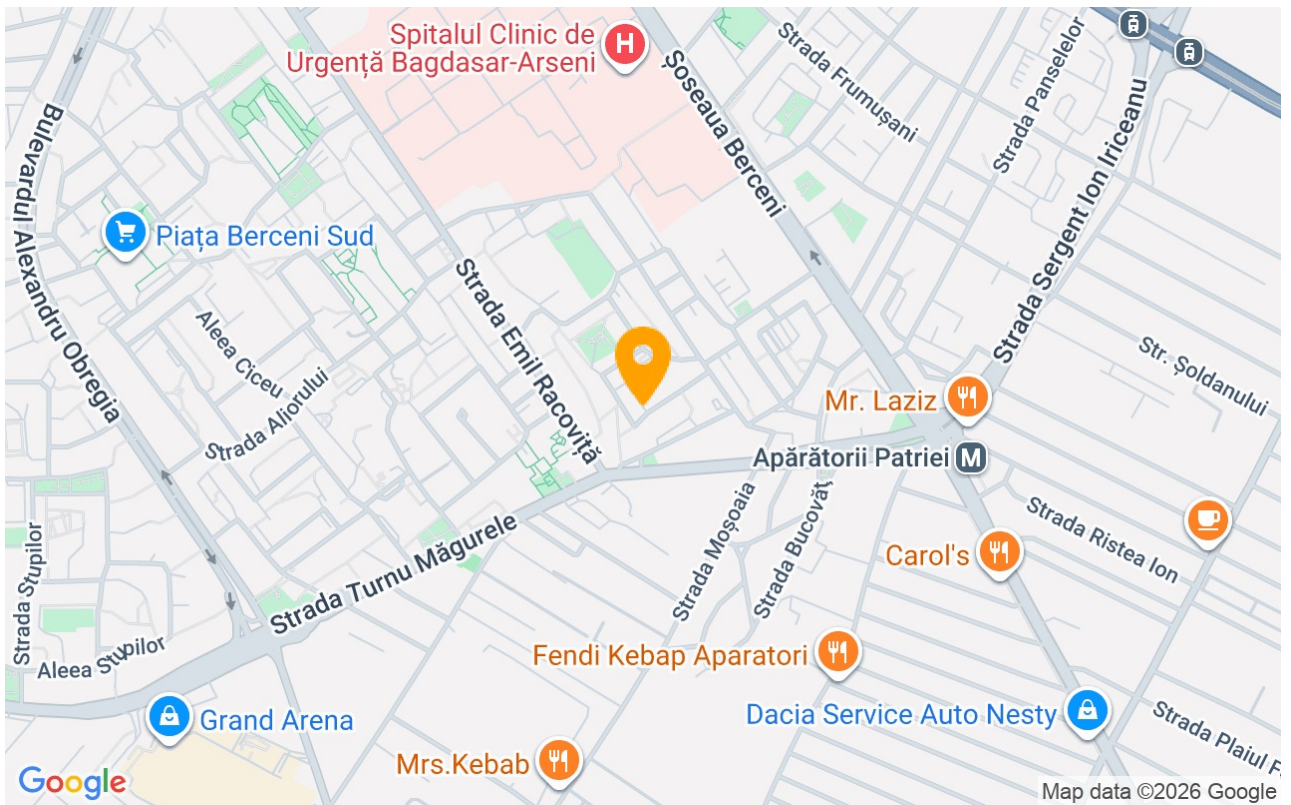 Spitalul Clinic de
Urgență Bagdasar-Arseni
H
Șoseaua Berceni
Strada Frumușani
Strada Panselelor
Strada Sergent Ion Iriceanu
Bulevardul Alexandru Obregia
Piața Berceni Sud
Strada Emil Racoviță
Aleea Ciceu
Strada Aliorului
Str. Șoldanului
Mr. Laziz
Apărătorii Patriei M
Strada Moșoaia
Strada Bucovăț
Strada Ristea Ion
Carol's
Strada Turnu Măgurele
Strada Stupilor
Aleea Stupilor
Fendi Kebap Aparatori
Grand Arena
Dacia Service Auto Nesty
Strada Plaiul F
Mrs.Kebab
Google
Map data ©2026 Google